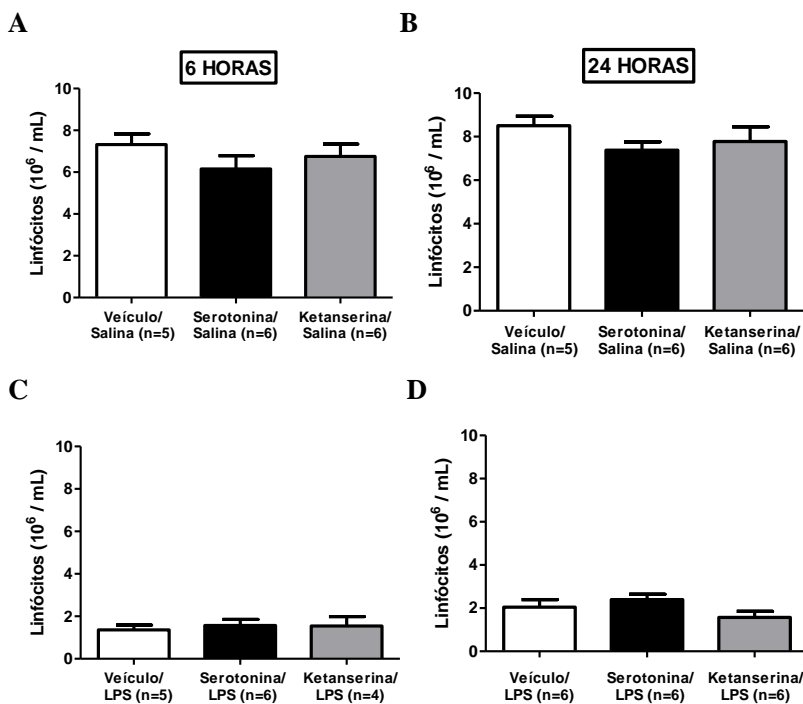 A
6 HORAS
Linfócitos (10⁶ / mL)
10
8
6
4
2
0
Veículo/
Salina (n=5)
Serotonina/
Salina (n=6)
Ketanserina/
Salina (n=6)
B
24 HORAS
Linfócitos (10⁶ / mL)
10
8
6
4
2
0
Veículo/
Salina (n=5)
Serotonina/
Salina (n=6)
Ketanserina/
Salina (n=6)
C
Linfócitos (10⁶ / mL)
10
8
6
4
2
0
Veículo/
LPS (n=5)
Serotonina/
LPS (n=6)
Ketanserina/
LPS (n=4)
D
Linfócitos (10⁶ / mL)
10
8
6
4
2
0
Veículo/
LPS (n=6)
Serotonina/
LPS (n=6)
Ketanserina/
LPS (n=6)